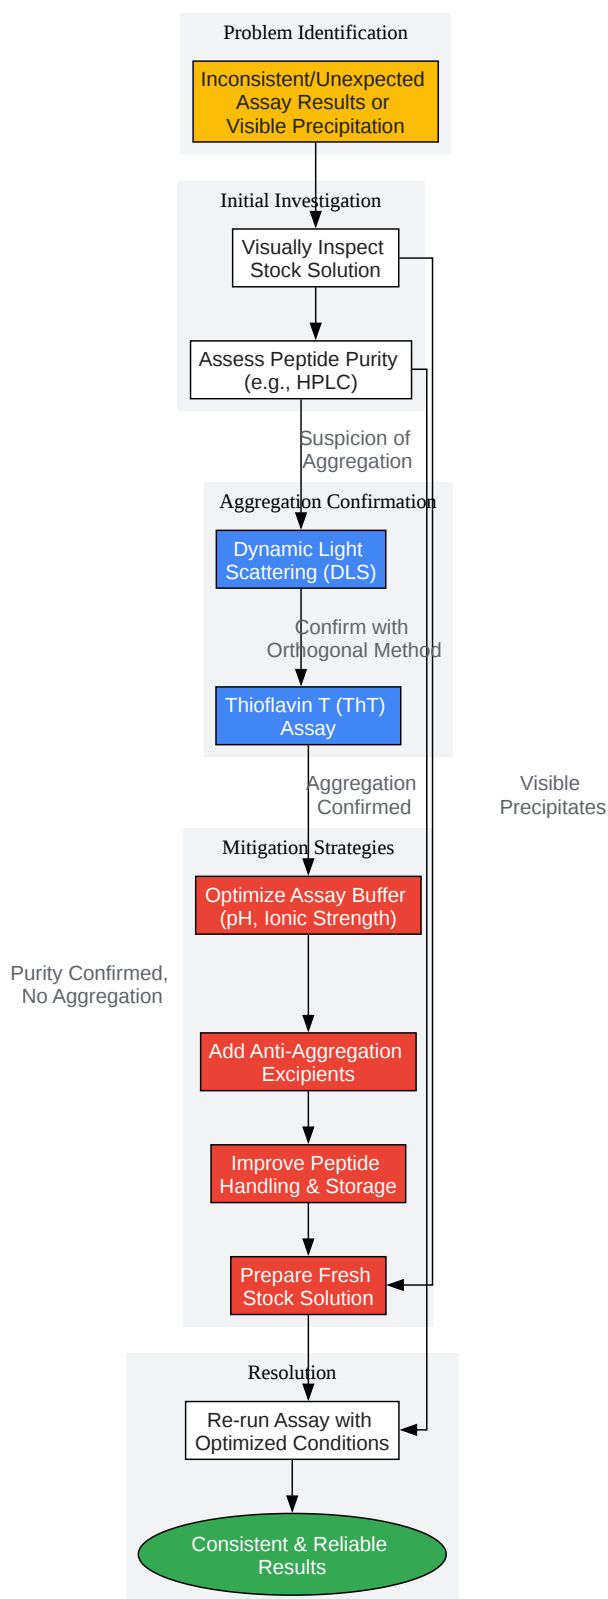 Problem Identification
Inconsistent/Unexpected
Assay Results or
Visible Precipitation
Initial Investigation
Visually Inspect
Stock Solution
Assess Peptide Purity
(e.g., HPLC)
Suspicion of
Aggregation
Aggregation Confirmation
Dynamic Light
Scattering (DLS)
Confirm with
Orthogonal Method
Thioflavin T (ThT)
Assay
Aggregation
Confirmed
Visible
Precipitates
Mitigation Strategies
Optimize Assay Buffer
(pH, Ionic Strength)
Purity Confirmed,
No Aggregation
Add Anti-Aggregation
Excipients
Improve Peptide
Handling & Storage
Prepare Fresh
Stock Solution
Resolution
Re-run Assay with
Optimized Conditions
Consistent & Reliable
Results